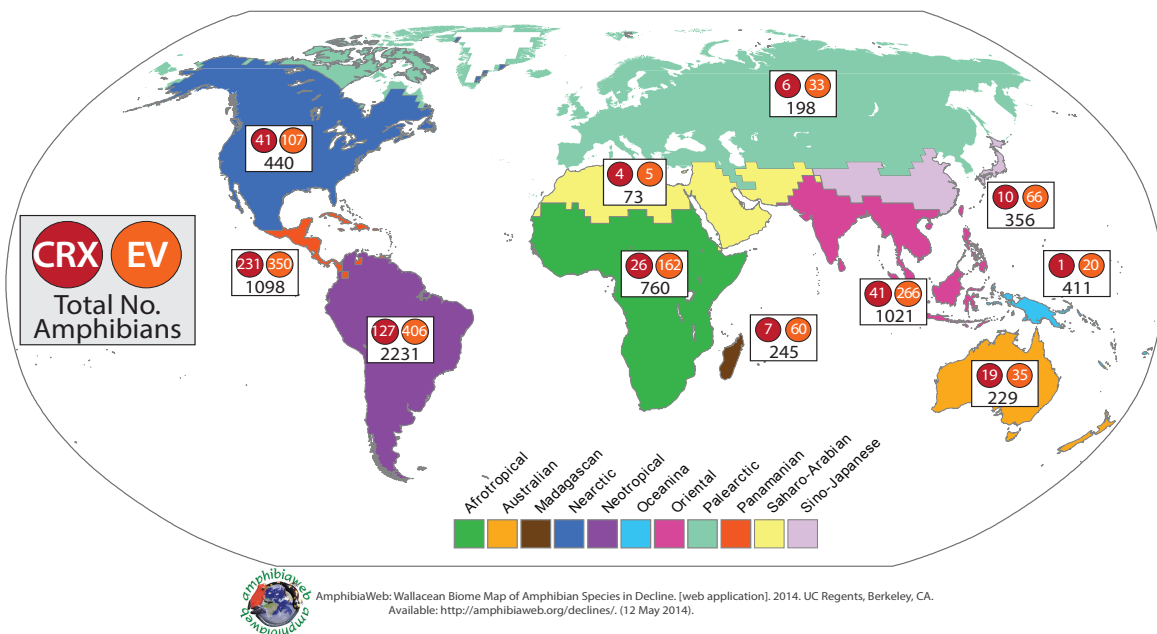 6 33
198
41 107
440
4 5
73
10 66
356
CRX EV
Total No.
Amphibians
231 350
1098
26 162
760
1 20
411
41 266
1021
127 406
2231
7 60
245
19 35
229
Afrotropical
Australian
Madagascan
Nearctic
Neotropical
Oceanina
Oriental
Palearctic
Panamanian
Saharo-Arabian
Sino-Japanese
amphibiaweb
amphibiaweb
AmphibiaWeb: Wallacean Biome Map of Amphibian Species in Decline. [web application]. 2014. UC Regents, Berkeley, CA.
Available: http://amphibiaweb.org/declines/. (12 May 2014).